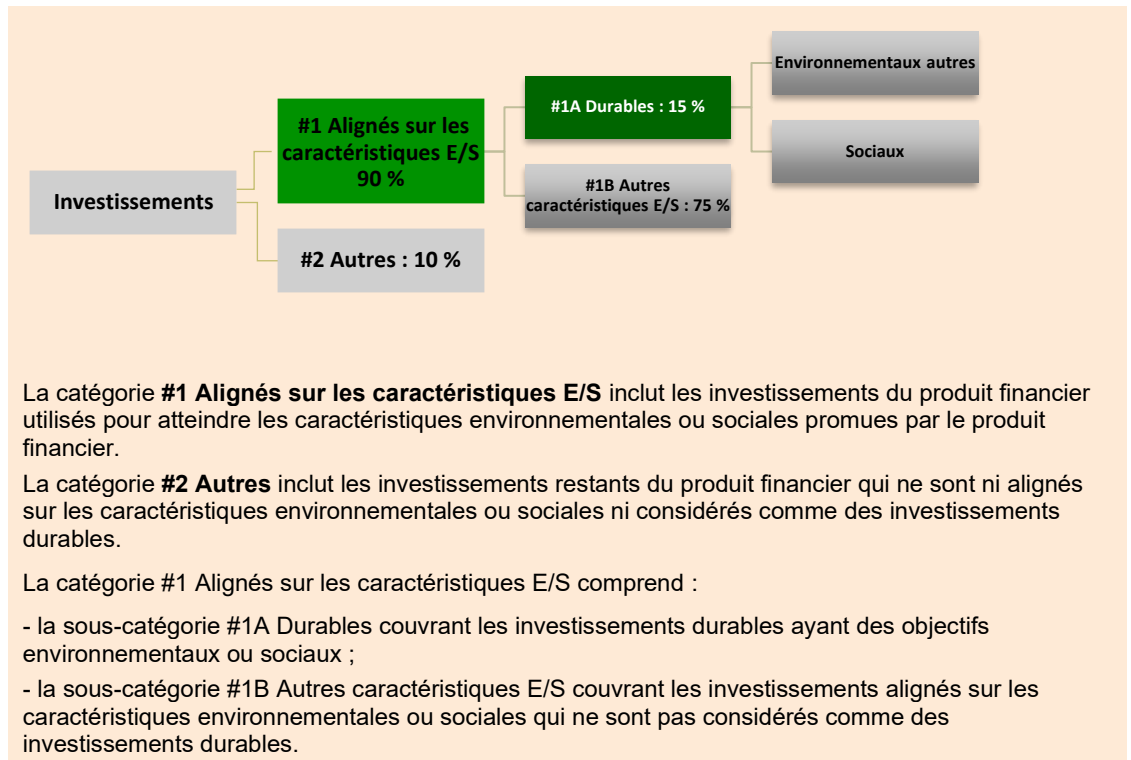 Environnementaux autres
#1A Durables : 15 %
#1 Alignés sur les
caractéristiques E/S
90 %
Sociaux
#1B Autres
caractéristiques E/S : 75 %
Investissements
#2 Autres : 10 %
La catégorie #1 Alignés sur les caractéristiques E/S inclut les investissements du produit financier
utilisés pour atteindre les caractéristiques environnementales ou sociales promues par le produit
financier.
La catégorie #2 Autres inclut les investissements restants du produit financier qui ne sont ni alignés
sur les caractéristiques environnementales ou sociales ni considérés comme des investissements
durables.
La catégorie #1 Alignés sur les caractéristiques E/S comprend :
- la sous-catégorie #1A Durables couvrant les investissements durables ayant des objectifs
environnementaux ou sociaux ;
- la sous-catégorie #1B Autres caractéristiques E/S couvrant les investissements alignés sur les
caractéristiques environnementales ou sociales qui ne sont pas considérés comme des
investissements durables.